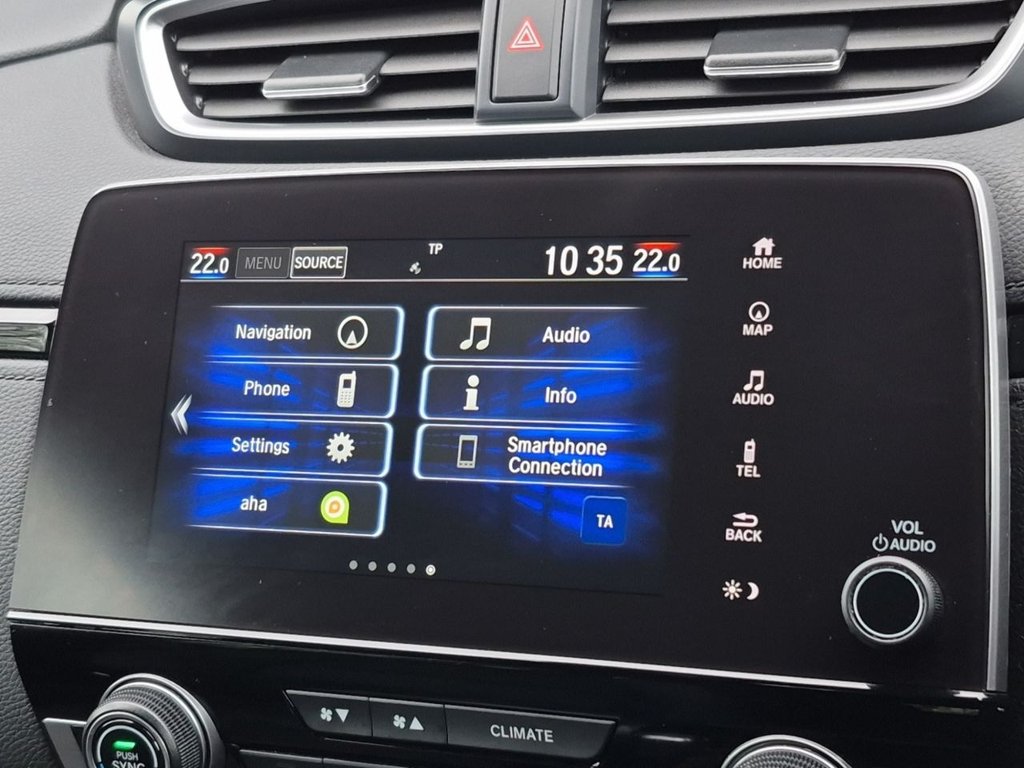 22.0 MENU SOURCE TP 10 35 22.0
Navigation
Audio
Phone
Info
Settings
Smartphone
Connection
aha
TA
HOME
MAP
AUDIO
TEL
BACK
VOL
AUDIO
CLIMATE
PUSH
SYNC